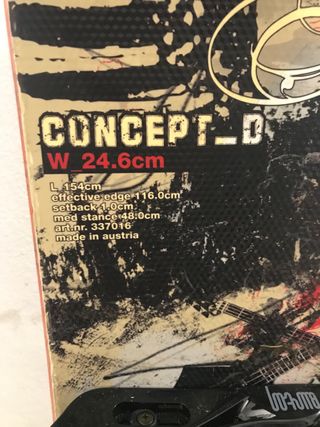 CONCEPT_D
W_24.6cm
L_154cm
effective edge 116.0cm
setback 1.0cm
med stance 48.0cm
art.nr. 337016
made in austria